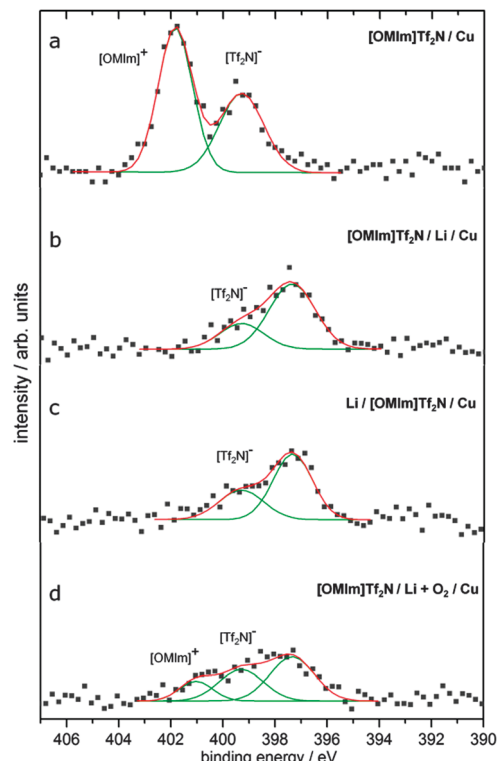 a
[OMIm]Tf₂N / Cu
[OMIm]⁺
[Tf₂N]⁻
b
[OMIm]Tf₂N / Li / Cu
[Tf₂N]⁻
c
Li / [OMIm]Tf₂N / Cu
[Tf₂N]⁻
d
[OMIm]Tf₂N / Li + O₂ / Cu
[OMIm]⁺
[Tf₂N]⁻
intensity / arb. units
406 404 402 400 398 396 394 392 390
binding energy / eV